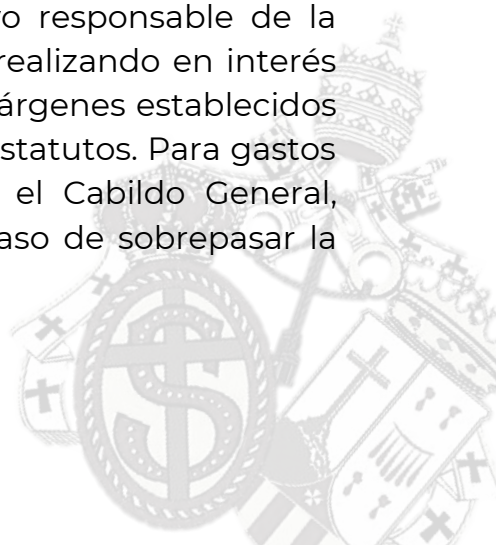 o responsable de la
realizando en interés
árgenes establecidos
statutos. Para gastos
el Cabildo General,
aso de sobrepasar la